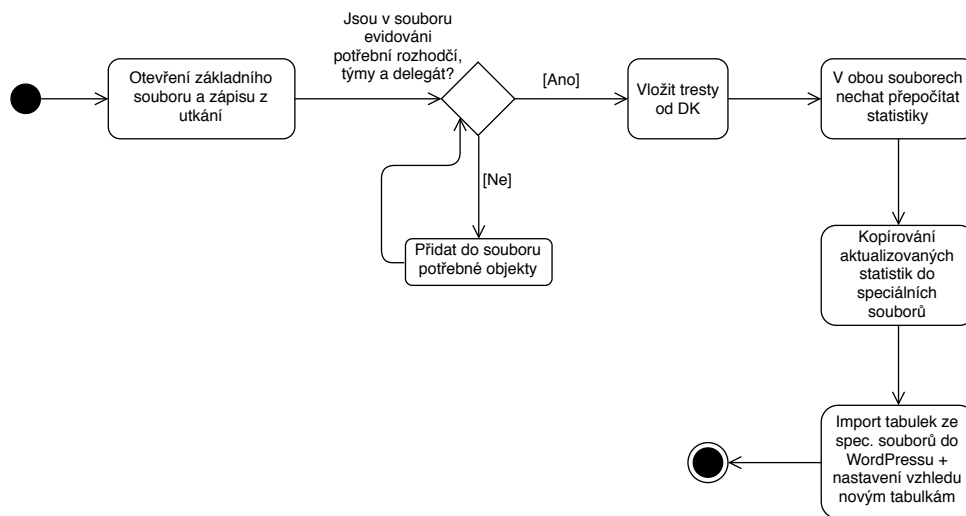 Jsou v souboru
evidováni
potřební rozhodčí,
týmy a delegát?
Otevření základního
souboru a zápisu z
utkání
[Ano]
Vložit tresty
od DK
V obou souborech
nechat přepočítat
statistiky
[Ne]
Přidat do souboru
potřebné objekty
Kopírování
aktualizovaných
statistik do
speciálních
souborů
Import tabulek ze
spec. souborů do
WordPressu +
nastavení vzhledu
novým tabulkám